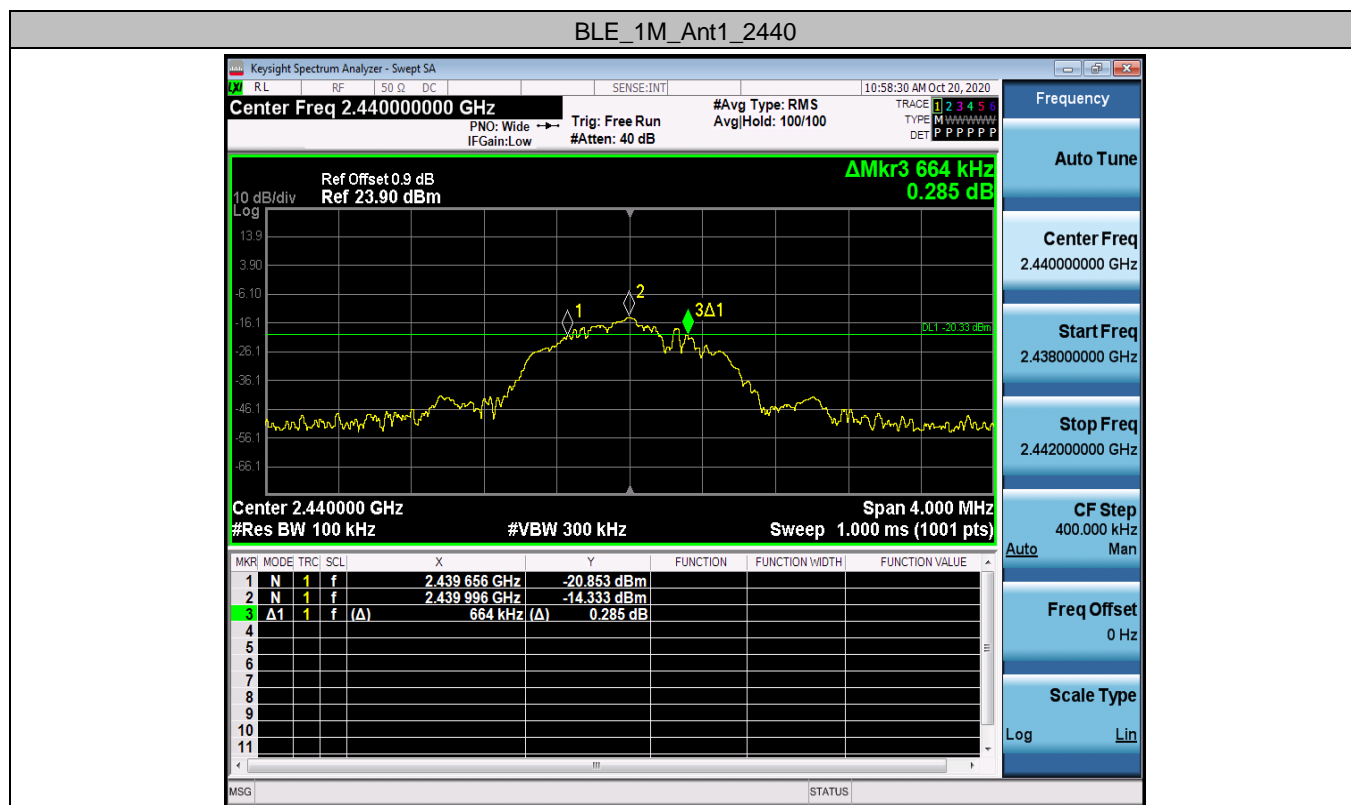 BLE_1M_Ant1_2440
Keysight Spectrum Analyzer - Swept SA
LXI RL RF 50 Ω DC SENSE:INT 10:58:30 AM Oct 20, 2020
Center Freq 2.440000000 GHz
PNO: Wide
IFGain:Low
Trig: Free Run
#Atten: 40 dB
#Avg Type: RMS
Avg|Hold: 100/100
TRACE 1 2 3 4 5 6
TYPE M WWWWW
DET P P P P P P
ΔMkr3 664 kHz
0.285 dB
Ref Offset 0.9 dB
10 dB/div Ref 23.90 dBm
Log
13.9
3.90
-6.10
-16.1
-26.1
-36.1
-46.1
-56.1
-66.1
1
2
3Δ1
DL1 -20.33 dBm
Center 2.440000 GHz Span 4.000 MHz
#Res BW 100 kHz #VBW 300 kHz Sweep 1.000 ms (1001 pts)
MKR MODE TRC SCL X Y FUNCTION FUNCTION WIDTH FUNCTION VALUE
1 N 1 f 2.439 656 GHz -20.853 dBm
2 N 1 f 2.439 996 GHz -14.333 dBm
3 Δ1 1 f (Δ) 664 kHz (Δ) 0.285 dB
4
5
6
7
8
9
10
11
MSG STATUS
Frequency
Auto Tune
Center Freq
2.440000000 GHz
Start Freq
2.438000000 GHz
Stop Freq
2.442000000 GHz
CF Step
400.000 kHz
Auto Man
Freq Offset
0 Hz
Scale Type
Log Lin